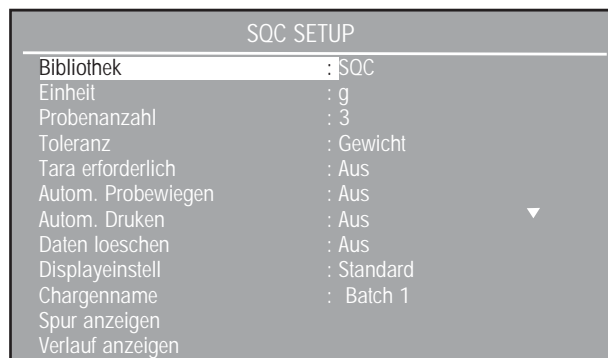 SQC SETUP
Bibliothek : SQC
Einheit : g
Probenanzahl : 3
Toleranz : Gewicht
Tara erforderlich : Aus
Autom. Probewiegen : Aus
Autom. Druken : Aus
Daten loeschen : Aus
Displayeinstell : Standard
Chargenname : Batch 1
Spur anzeigen
Verlauf anzeigen